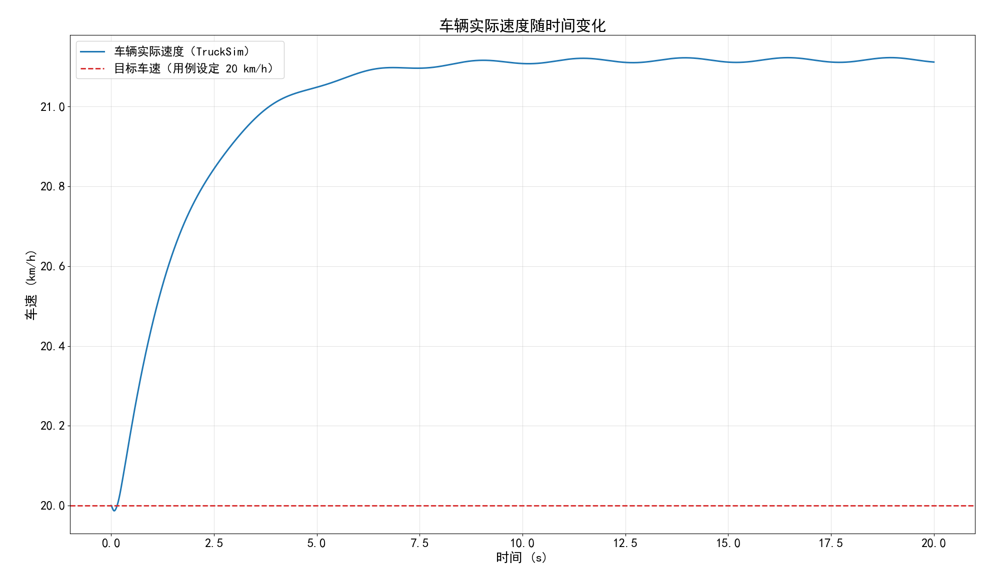 车辆实际速度随时间变化
车辆实际速度（TruckSim）
目标车速（用例设定 20 km/h）
21.0
20.8
20.6
20.4
20.2
20.0
车速 (km/h)
0.0 2.5 5.0 7.5 10.0 12.5 15.0 17.5 20.0
时间 (s)